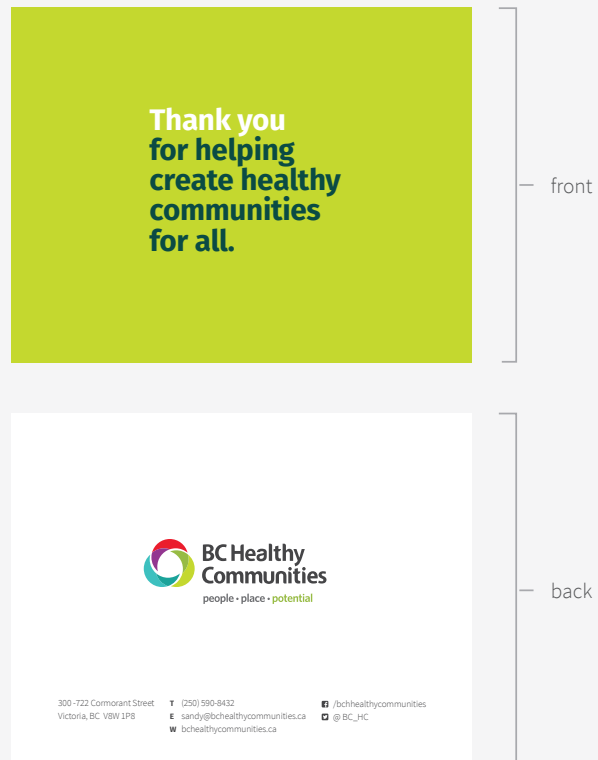 Thank you
for helping
create healthy
communities
for all.
front
BC Healthy
Communities
people • place • potential
back
300 -722 Cormorant Street
Victoria, BC V8W 1P8
T (250) 590-8432
E sandy@bchealthycommunities.ca
W bchealthycommunities.ca
/bchhealthycommunities
@ BC_HC